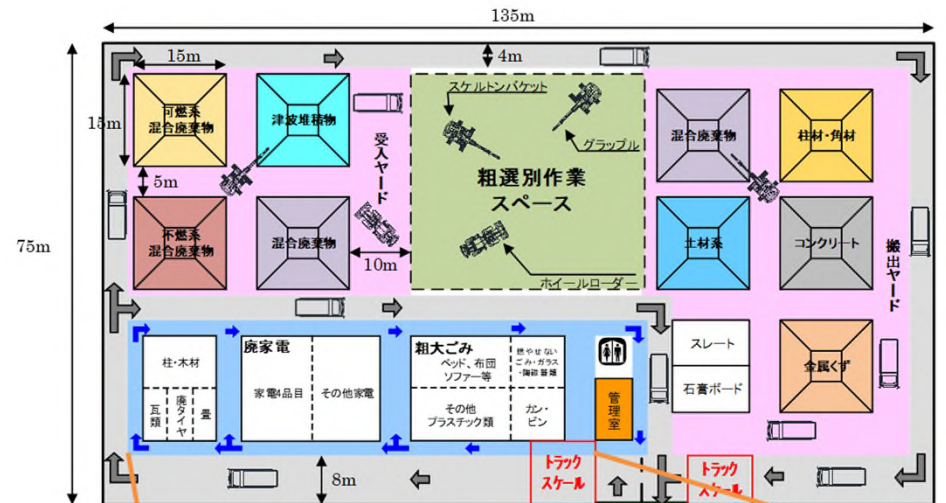 135m
15m
4m
スケルトンバケット
グラップル
可燃系
混合廃棄物
津波堆積物
混合廃棄物
柱材・角材
15m
受入ヤード
粗選別作業
スペース
5m
75m
不燃系
混合廃棄物
混合廃棄物
土材系
コンクリート
搬出ヤード
10m
ホイールローダー
柱・木材
廃家電
粗大ごみ
ベッド、布団
ソファー等
燃やせない
ごみ・ガラス
・陶磁器類
スレート
金属くず
家電4品目
その他家電
石膏ボード
瓦類
廃タイヤ
畳
その他
プラスチック類
カン・
ビン
管理室
トラック
スケール
トラック
スケール
8m